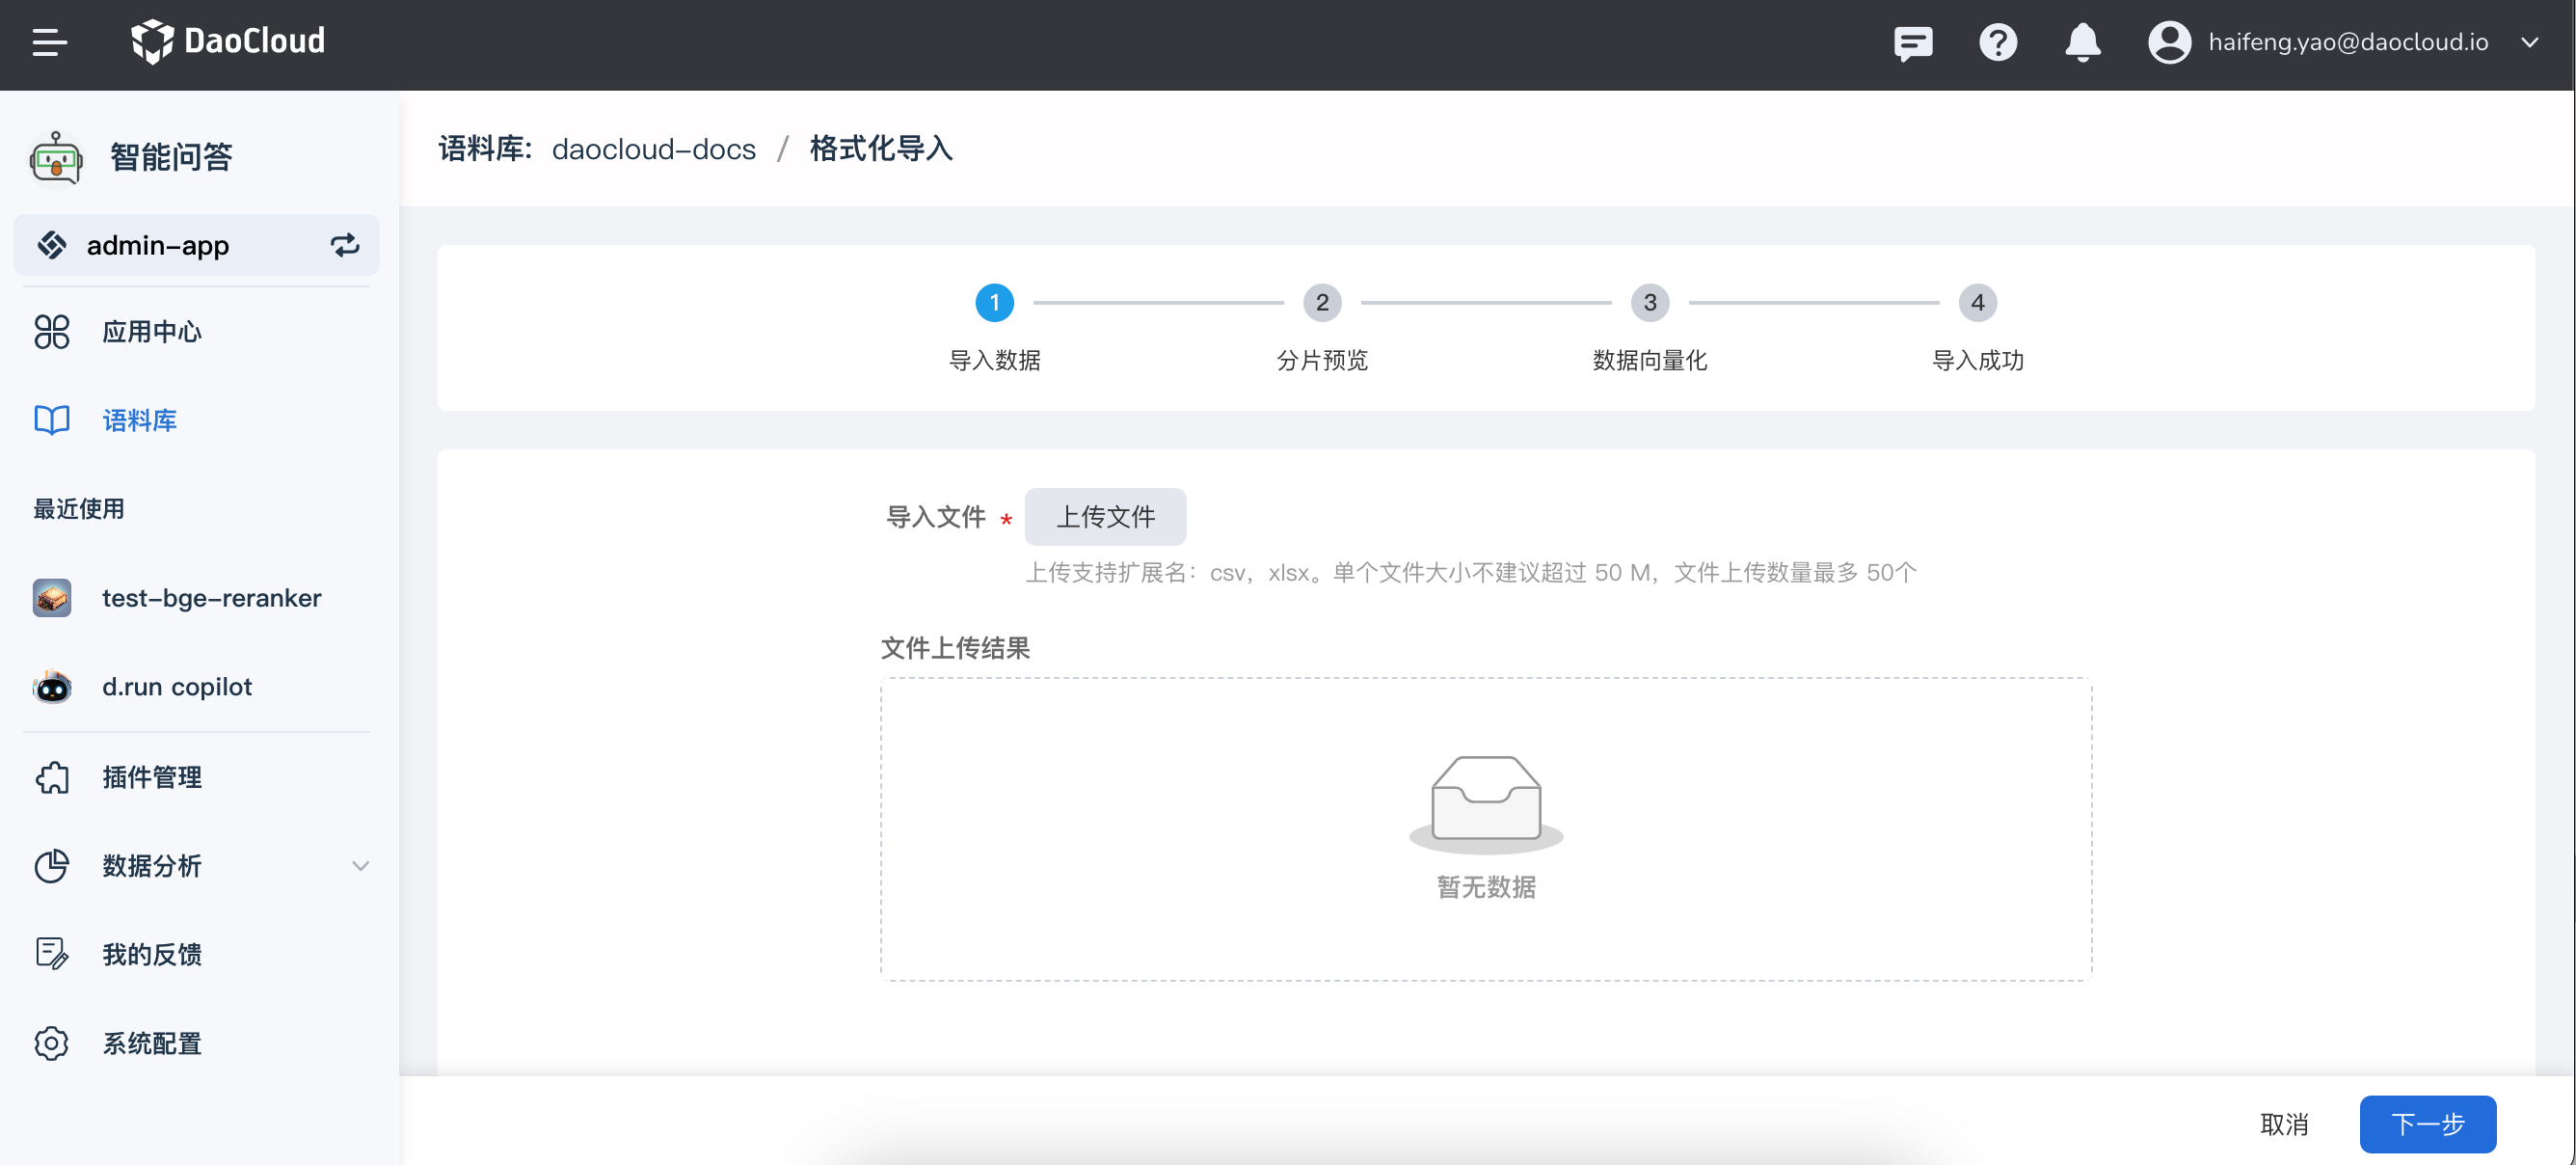 DaoCloud
haifeng.yao@daocloud.io
智能问答
admin-app
应用中心
语料库
最近使用
test-bge-reranker
d.run copilot
插件管理
数据分析
我的反馈
系统配置
语料库: daocloud-docs / 格式化导入
1 2 3 4
导入数据 分片预览 数据向量化 导入成功
导入文件 * 上传文件
上传支持扩展名：csv，xlsx。单个文件大小不建议超过 50 M，文件上传数量最多 50个
文件上传结果
暂无数据
取消 下一步